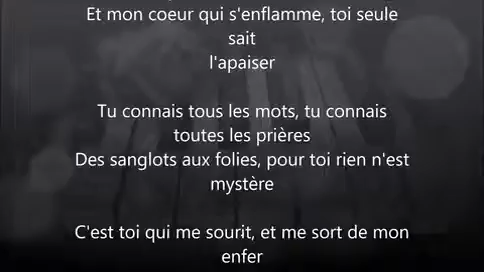 Et mon coeur qui s'enflamme, toi seule
sait
l'apaiser
Tu connais tous les mots, tu connais
toutes les prières
Des sanglots aux folies, pour toi rien n'est
mystère
C'est toi qui me sourit, et me sort de mon
enfer